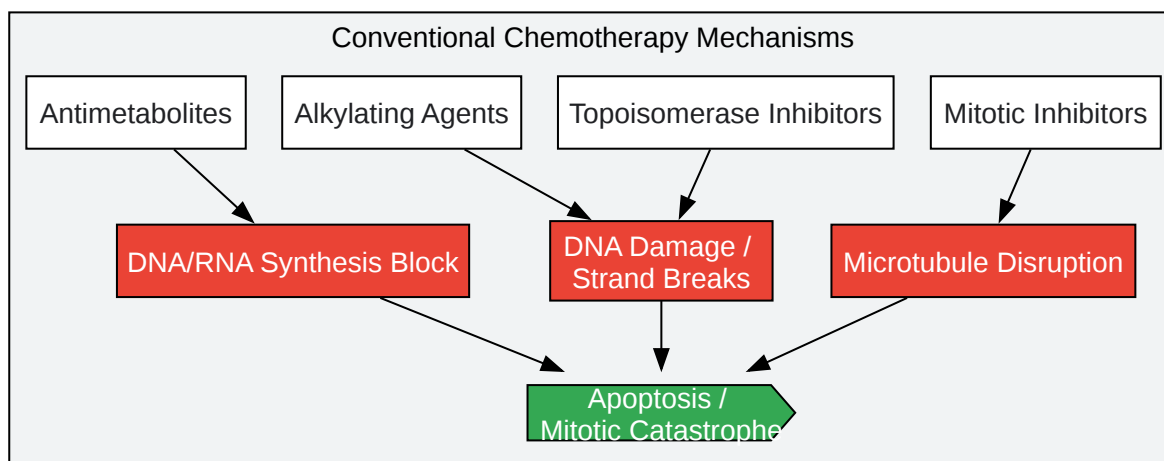 Conventional Chemotherapy Mechanisms
Antimetabolites
Alkylating Agents
Topoisomerase Inhibitors
Mitotic Inhibitors
DNA/RNA Synthesis Block
DNA Damage /
Strand Breaks
Microtubule Disruption
Apoptosis /
Mitotic Catastrophe